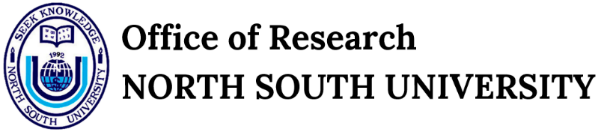 SEEK KNOWLEDGE
1992
NORTH SOUTH UNIVERSITY
Office of Research
NORTH SOUTH UNIVERSITY